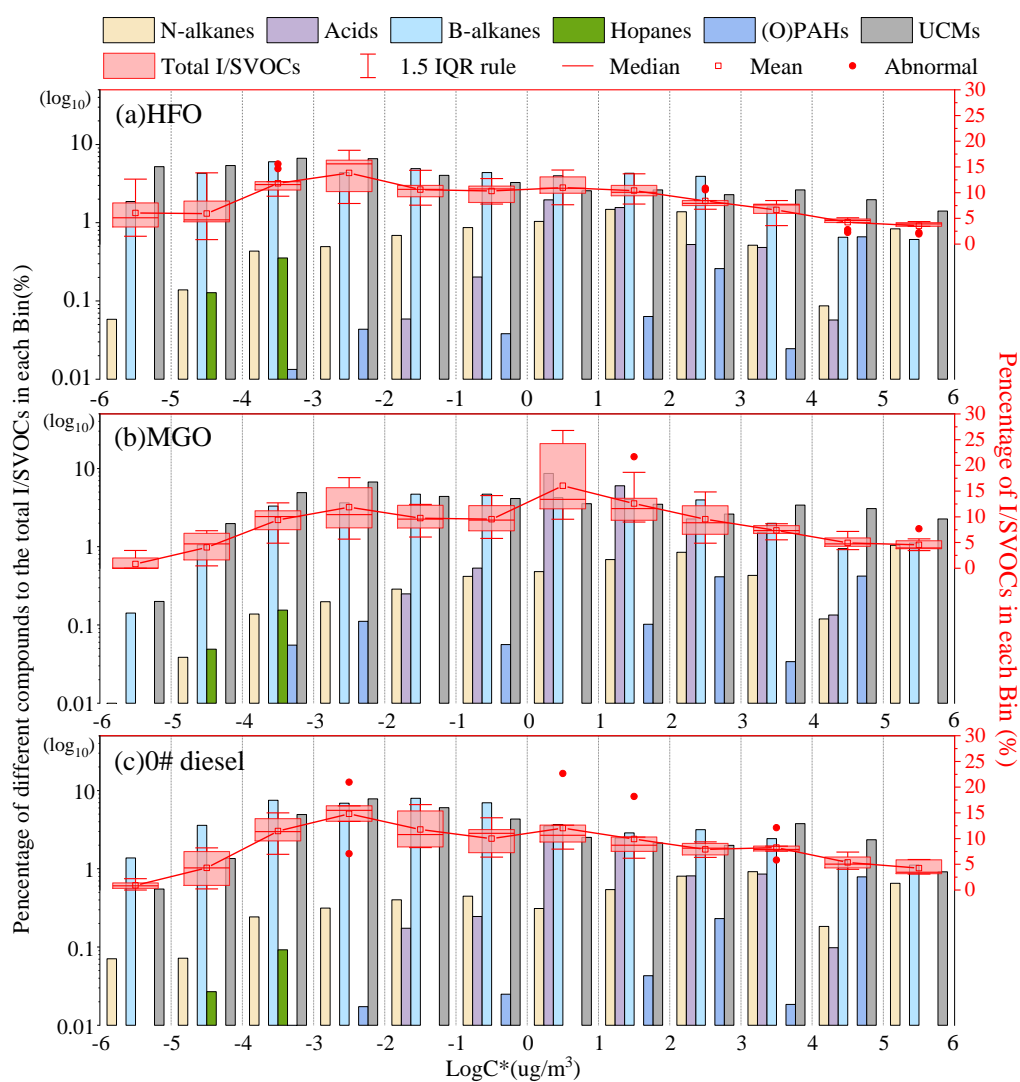 N-alkanes Acids B-alkanes Hopanes (O)PAHs UCMs
Total I/SVOCs 1.5 IQR rule Median Mean Abnormal
Pencentage of different compounds to the total I/SVOCs in each Bin(%)
(log10)
(a)HFO
10
1
0.1
0.01
30
25
20
15
10
5
0
-6 -5 -4 -3 -2 -1 0 1 2 3 4 5 6
(log10)
(b)MGO
10
1
0.1
0.01
30
25
20
15
10
5
0
-6 -5 -4 -3 -2 -1 0 1 2 3 4 5 6
(log10)
(c)0# diesel
10
1
0.1
0.01
30
25
20
15
10
5
0
-6 -5 -4 -3 -2 -1 0 1 2 3 4 5 6
LogC*(ug/m³)
Pencentage of I/SVOCs in each Bin (%)